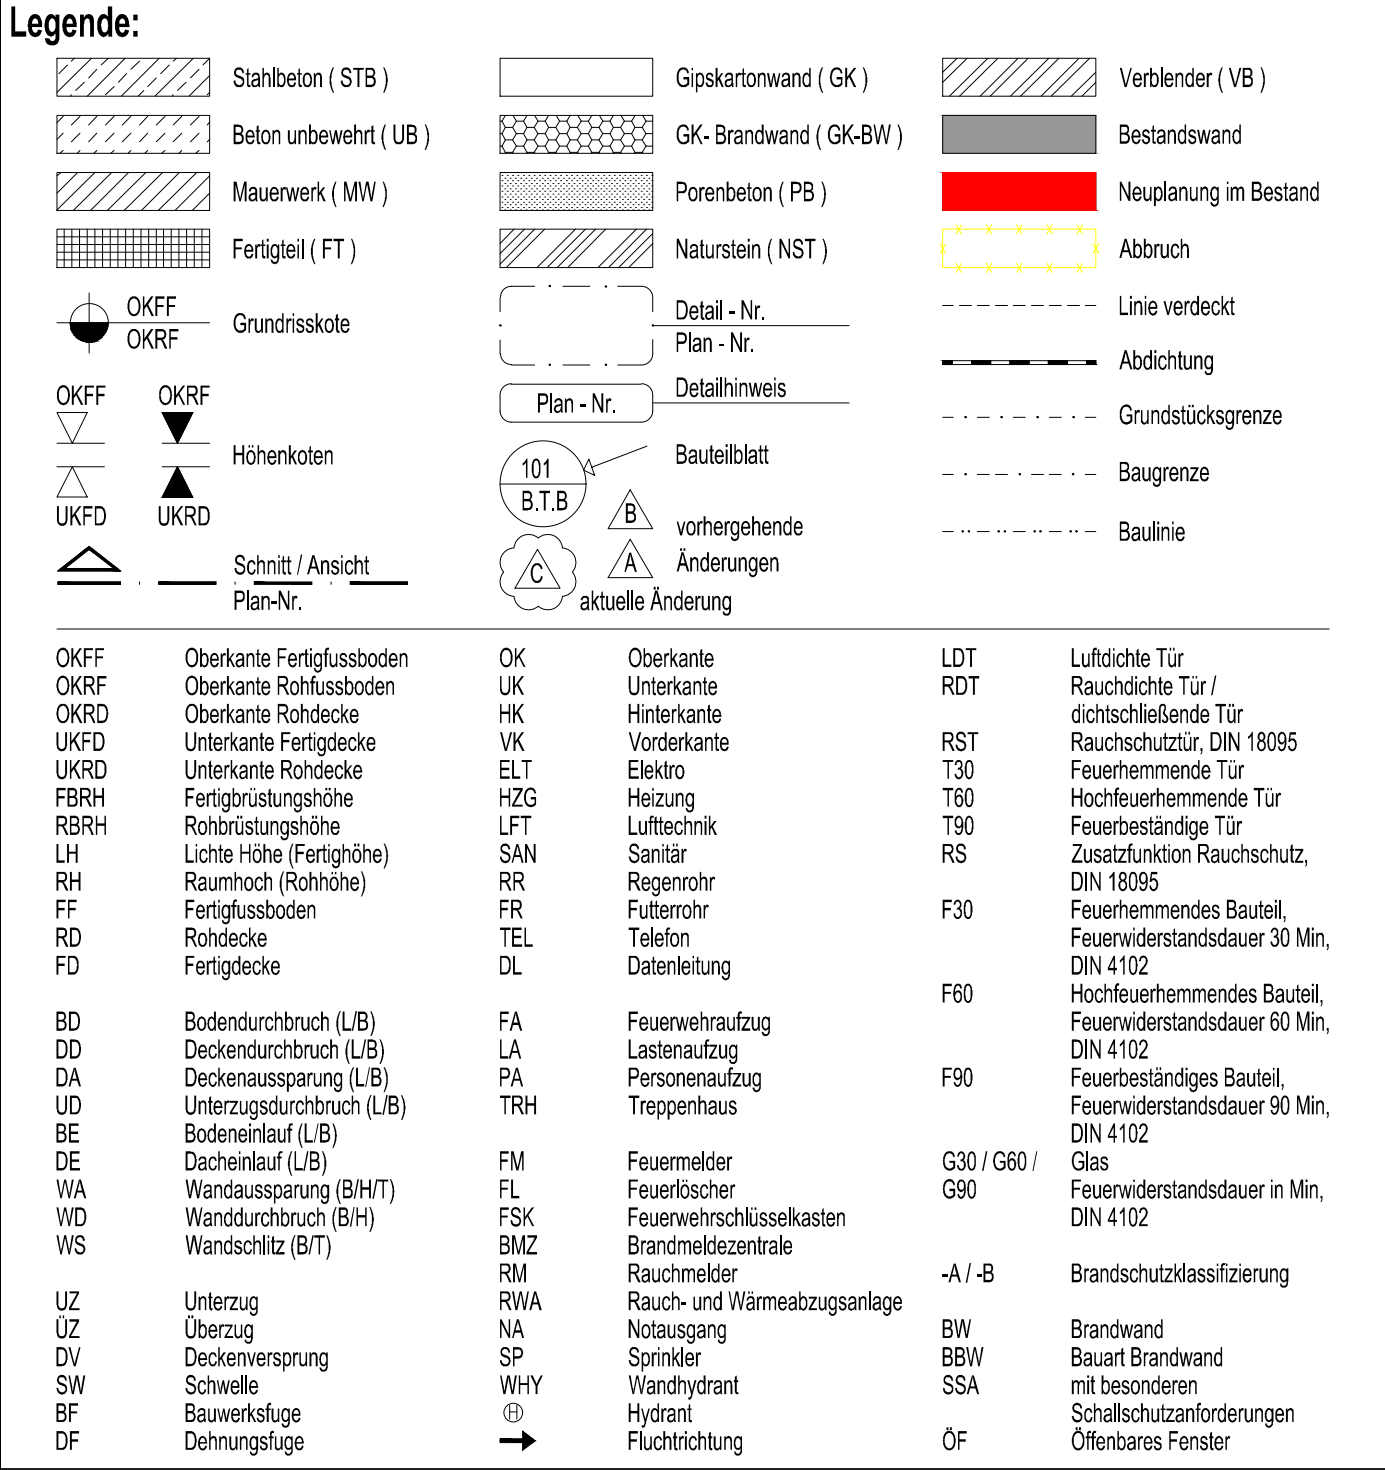 Legende:
Stahlbeton ( STB )
Beton unbewehrt ( UB )
Mauerwerk ( MW )
Fertigteil ( FT )
OKFF
OKRF
Grundrisskote
OKFF OKRF
Höhenkoten
UKFD UKRD
Schnitt / Ansicht
Plan-Nr.
Gipskartonwand ( GK )
GK- Brandwand ( GK-BW )
Porenbeton ( PB )
Naturstein ( NST )
Detail - Nr.
Plan - Nr.
Detailhinweis
Plan - Nr.
Bauteilblatt
101
B.T.B
B
vorhergehende
A Änderungen
C
aktuelle Änderung
Verblender ( VB )
Bestandswand
Neuplanung im Bestand
Abbruch
Linie verdeckt
Abdichtung
Grundstücksgrenze
Baugrenze
Baulinie
OKFF Oberkante Fertigfussboden
OKRF Oberkante Rohfussboden
OKRD Oberkante Rohdecke
UKFD Unterkante Fertigdecke
UKRD Unterkante Rohdecke
FBRH Fertigbrüstungshöhe
RBRH Rohbrüstungshöhe
LH Lichte Höhe (Fertighöhe)
RH Raumhoch (Rohhöhe)
FF Fertigfussboden
RD Rohdecke
FD Fertigdecke
BD Bodendurchbruch (L/B)
DD Deckendurchbruch (L/B)
DA Deckenaussparung (L/B)
UD Unterzugsdurchbruch (L/B)
BE Bodeneinlauf (L/B)
DE Dacheinlauf (L/B)
WA Wandaussparung (B/H/T)
WD Wanddurchbruch (B/H)
WS Wandschlitz (B/T)
UZ Unterzug
ÜZ Überzug
DV Deckenversprung
SW Schwelle
BF Bauwerksfuge
DF Dehnungsfuge
OK Oberkante
UK Unterkante
HK Hinterkante
VK Vorderkante
ELT Elektro
HZG Heizung
LFT Lufttechnik
SAN Sanitär
RR Regenrohr
FR Futterrohr
TEL Telefon
DL Datenleitung
FA Feuerwehraufzug
LA Lastenaufzug
PA Personenaufzug
TRH Treppenhaus
FM Feuermelder
FL Feuerlöscher
FSK Feuerwehrschlüsselkasten
BMZ Brandmeldezentrale
RM Rauchmelder
RWA Rauch- und Wärmeabzugsanlage
NA Notausgang
SP Sprinkler
WHY Wandhydrant
H Hydrant
Fluchtrichtung
LDT Luftdichte Tür
RDT Rauchdichte Tür /
dichtschließende Tür
RST Rauchschutztür, DIN 18095
T30 Feuerhemmende Tür
T60 Hochfeuerhemmende Tür
T90 Feuerbeständige Tür
RS Zusatzfunktion Rauchschutz,
DIN 18095
F30 Feuerhemmendes Bauteil,
Feuerwiderstandsdauer 30 Min,
DIN 4102
F60 Hochfeuerhemmendes Bauteil,
Feuerwiderstandsdauer 60 Min,
DIN 4102
F90 Feuerbeständiges Bauteil,
Feuerwiderstandsdauer 90 Min,
DIN 4102
G30 / G60 / Glas
G90 Feuerwiderstandsdauer in Min,
DIN 4102
-A / -B Brandschutzklassifizierung
BW Brandwand
BBW Bauart Brandwand
SSA mit besonderen
Schallschutzanforderungen
ÖF Öffenbares Fenster